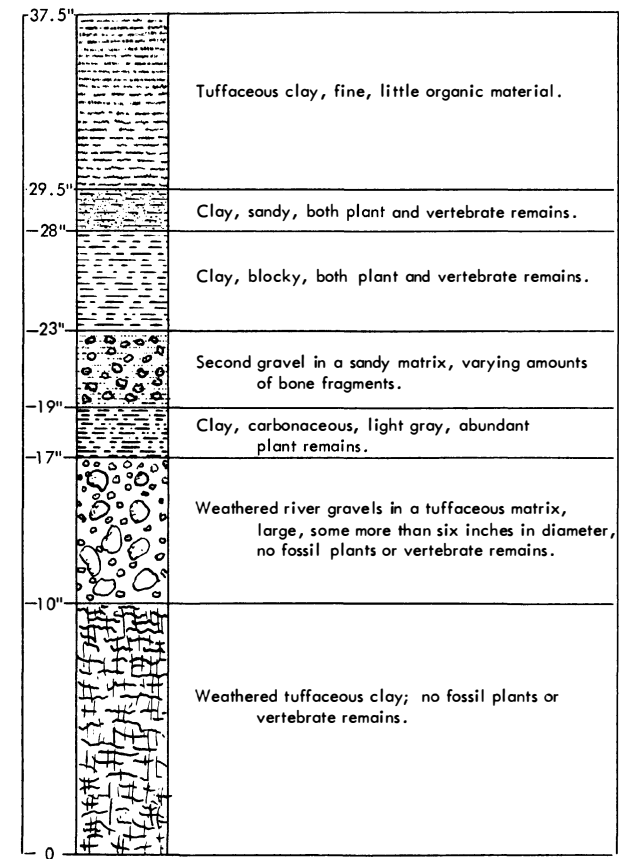 37.5"
Tuffaceous clay, fine, little organic material.
29.5"
Clay, sandy, both plant and vertebrate remains.
28"
Clay, blocky, both plant and vertebrate remains.
23"
Second gravel in a sandy matrix, varying amounts
of bone fragments.
19"
Clay, carbonaceous, light gray, abundant
plant remains.
17"
Weathered river gravels in a tuffaceous matrix,
large, some more than six inches in diameter,
no fossil plants or vertebrate remains.
10"
Weathered tuffaceous clay; no fossil plants or
vertebrate remains.
0